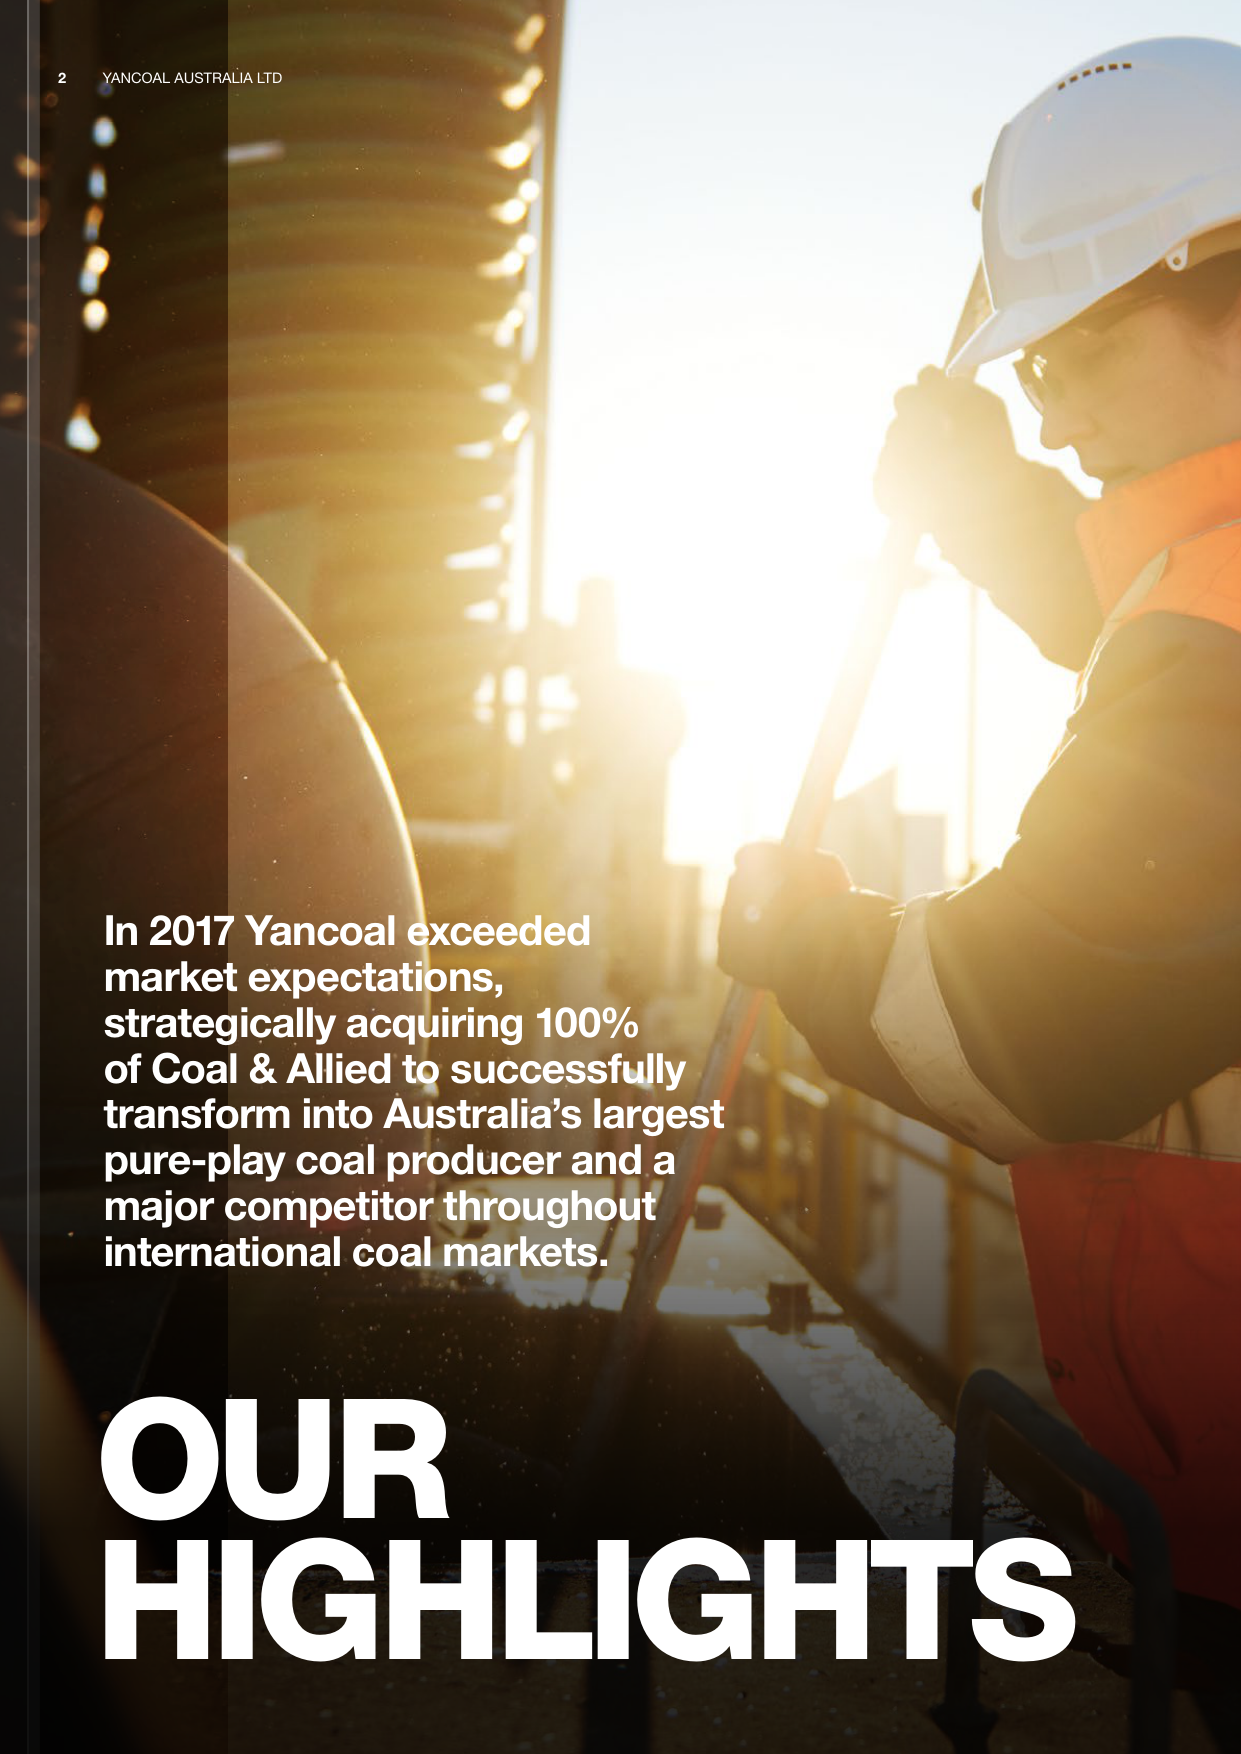 2 YANCOAL AUSTRALIA LTD
In 2017 Yancoal exceeded
market expectations,
strategically acquiring 100%
of Coal & Allied to successfully
transform into Australia’s largest
pure-play coal producer and a
major competitor throughout
international coal markets.
OUR
HIGHLIGHTS